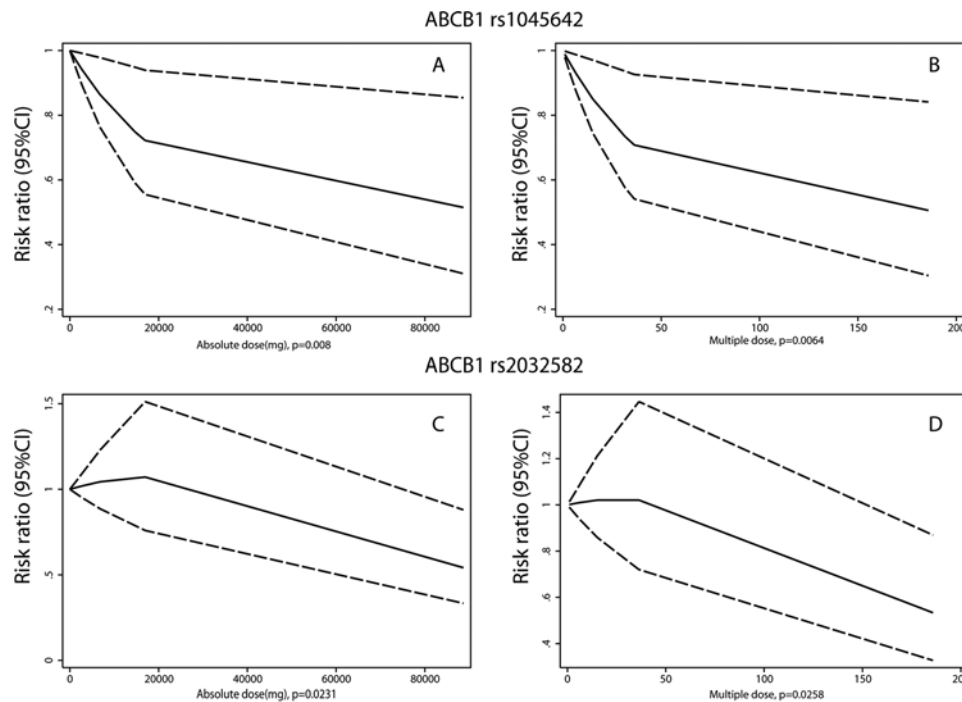 ABCB1 rs1045642
A
Risk ratio (95%CI)
1
.8
.6
.4
.2
0
20000
40000
60000
80000
Absolute dose(mg), p=0.008
B
Risk ratio (95%CI)
1
.8
.6
.4
.2
0
50
100
150
200
Multiple dose, p=0.0064
ABCB1 rs2032582
C
Risk ratio (95%CI)
1.5
1
.5
0
0
20000
40000
60000
80000
Absolute dose(mg), p=0.0231
D
Risk ratio (95%CI)
1.4
1.2
1
.8
.6
.4
0
50
100
150
200
Multiple dose, p=0.0258